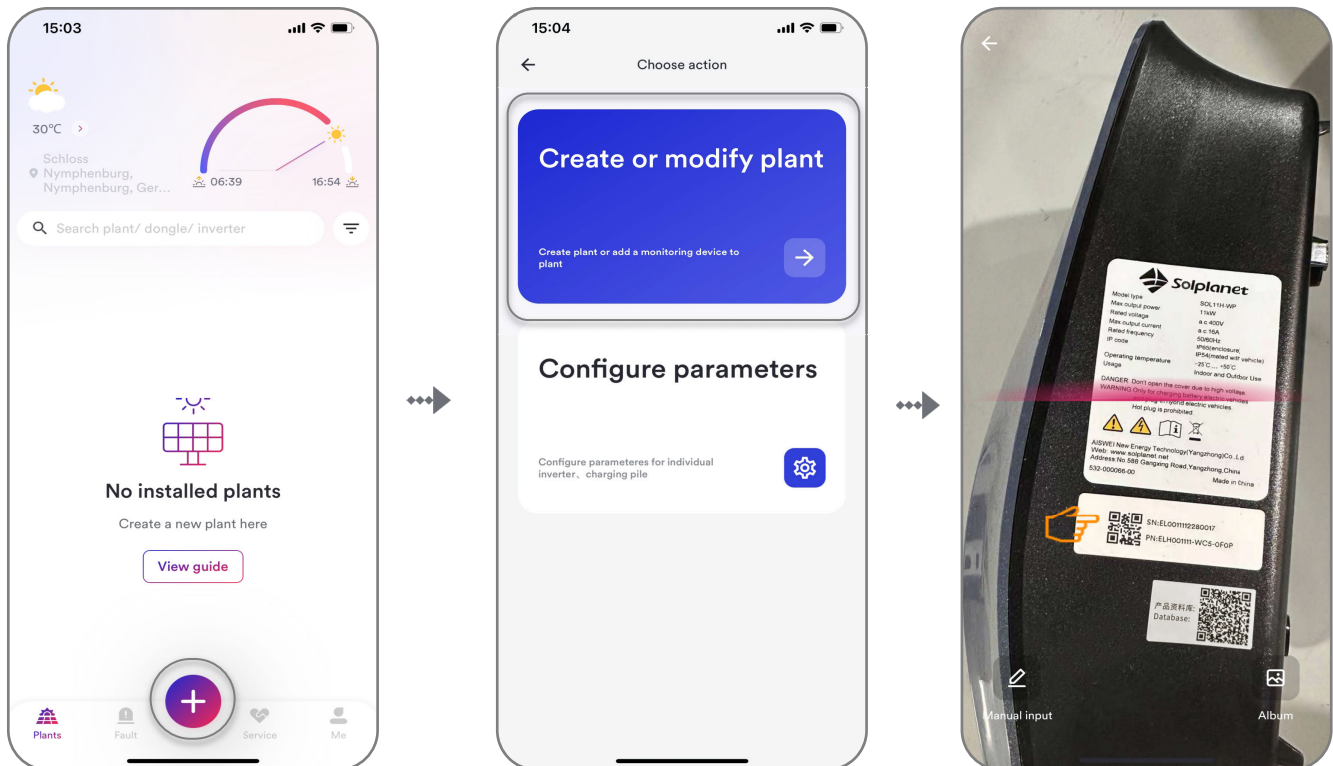 15:03
30°C
Schloss
Nymphenburg,
Nymphenburg, Ger...
06:39
16:54
Search plant/ dongle/ inverter
No installed plants
Create a new plant here
View guide
Plants
Fault
Service
Me
15:04
Choose action
Create or modify plant
Create plant or add a monitoring device to
plant
Configure parameters
Configure parameteres for individual
inverter、charging pile
Solplanet
Model type SOL11H-WP
Max.output power 11kW
Rated voltage a.c.400V
Max.output current a.c.16A
Rated frequency 50/60Hz
IP code IP65(enclosure)
IP54(mated with vehicle)
Operating temperature -25°C.... +50°C
Usage Indoor and Outdoor Use
DANGER: Don't open the cover due to high voltage.
WARNING: Only for charging battery electric vehicles
hybrid electric vehicles.
Hot plug is prohibited.
AISWEI New Energy Technology(Yangzhong)Co.,Ltd
Web: www.solplanet.net
Address:No.588 Gangxing Road,Yangzhong,China
532-000066-00
Made in China
SN:EL0011112280017
PN:ELH001111-WC5-0F0P
产品资料库:
Database:
Manual input
Album